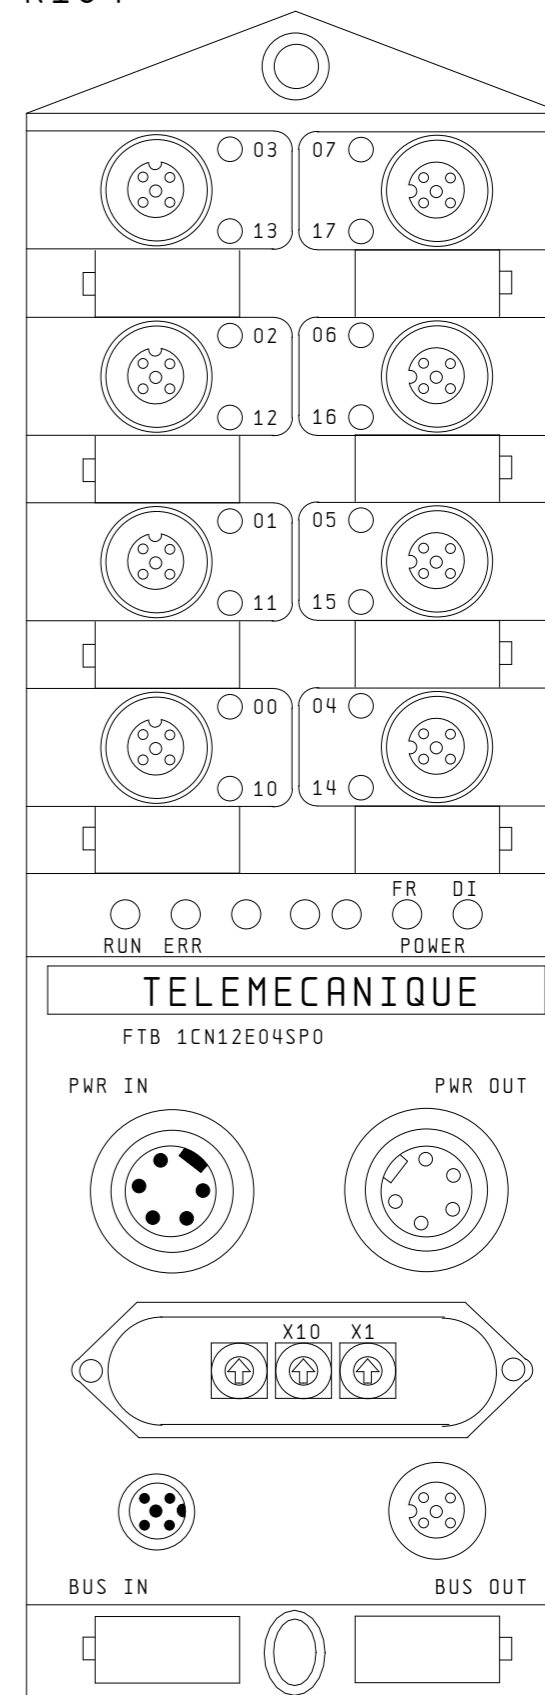 03 07
13 17
02 06
12 16
01 05
11 15
00 04
10 14
FR DI
RUN ERR POWER
TELEMECANIQUE
FTB 1CN12E04SP0
PWR IN PWR OUT
X10 X1
BUS IN BUS OUT